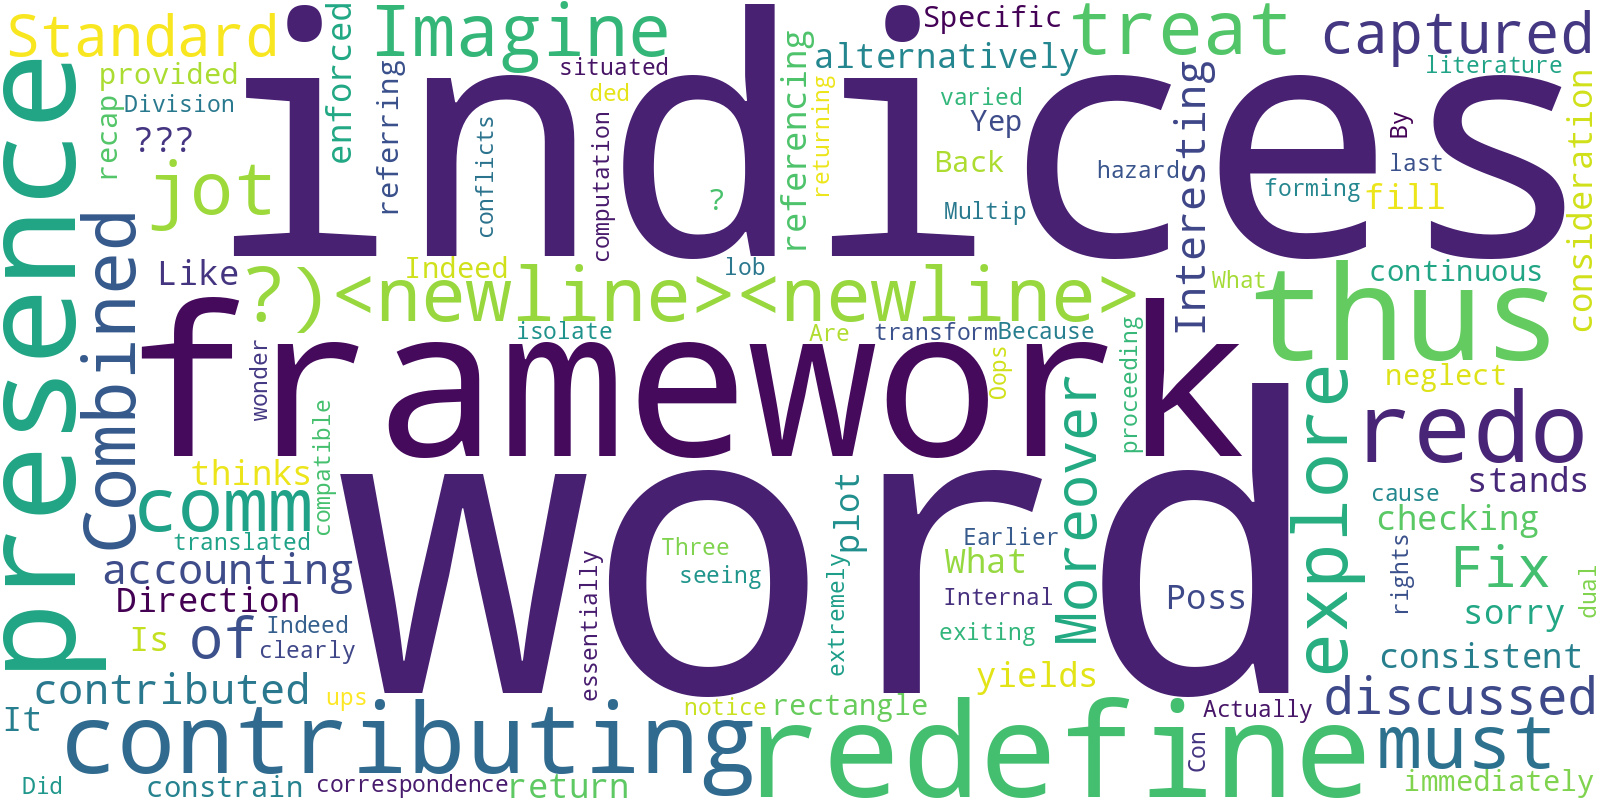 Standard
Imagine
indices
Specific
treat
captured
provided
enforced
situated
alternatively
literature
recap
Division
referring
ded
referencing
returning
varied
Interesting
consideration
???
conflicts
computation
Yep
By
jot
?
Back
hazard
last
presence
Multip
forming
fill
Combined
Like
Indeed
lob
What
continuous
?)<newline><newline>
thus
framework
isolate
Are
transform
Because
wonder
Oops
proceeding
neglect
explore
redo
thinks
compatible
word
Moreover
stands
comm
plot
cause
checking
translated
Three
Earlier
rights
accounting
essentially
seeing
extremely
What
Fix
Direction
Internal
Poss
dual
Is
of
Indeed
clearly
exiting
sorry
contributed
ups
yields
consistent
It
contributing
notice
rectangle
redefine
Actually
discussed
Con
must
Did
constrain
correspondence
return
immediately